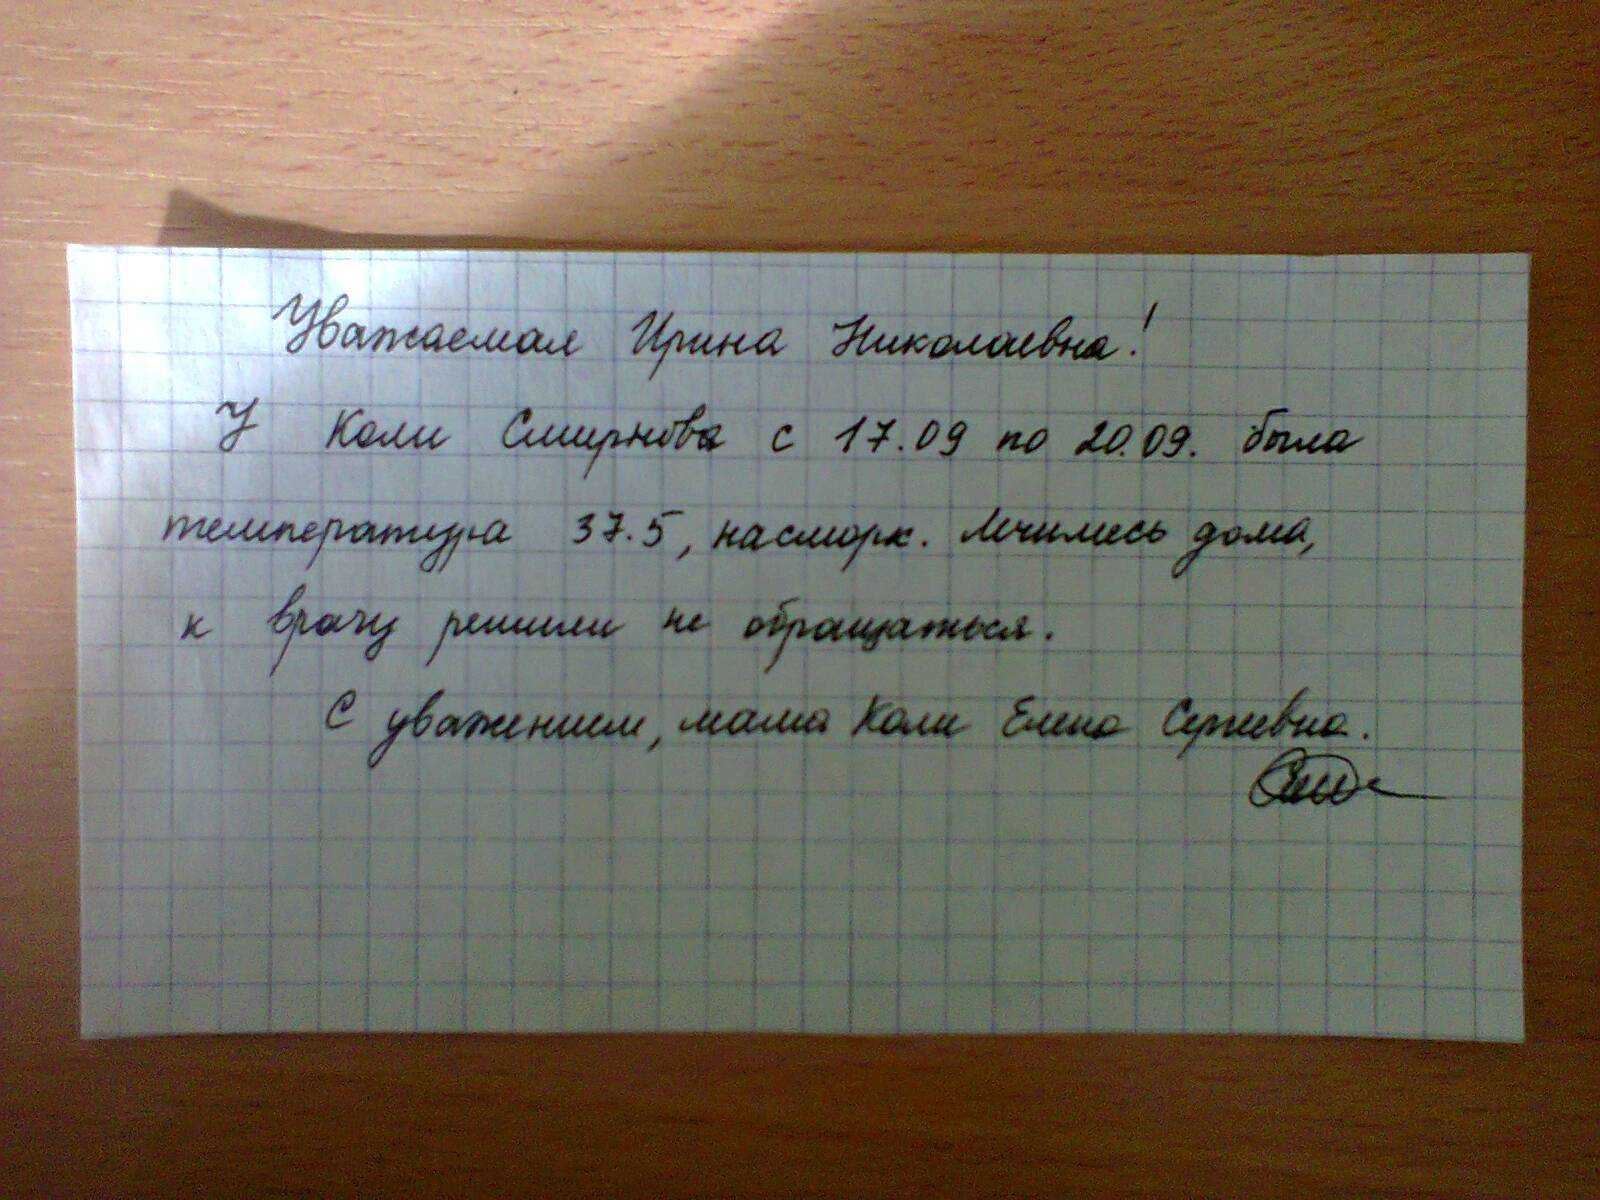 Уважаемая Ирина Николаевна!
У Коли Смирнова с 17.09 по 20.09. была
температура 37.5, насморк. Лечились дома,
к врачу решили не обращаться.
С уважением, мама Коли Елена Сергеевна.